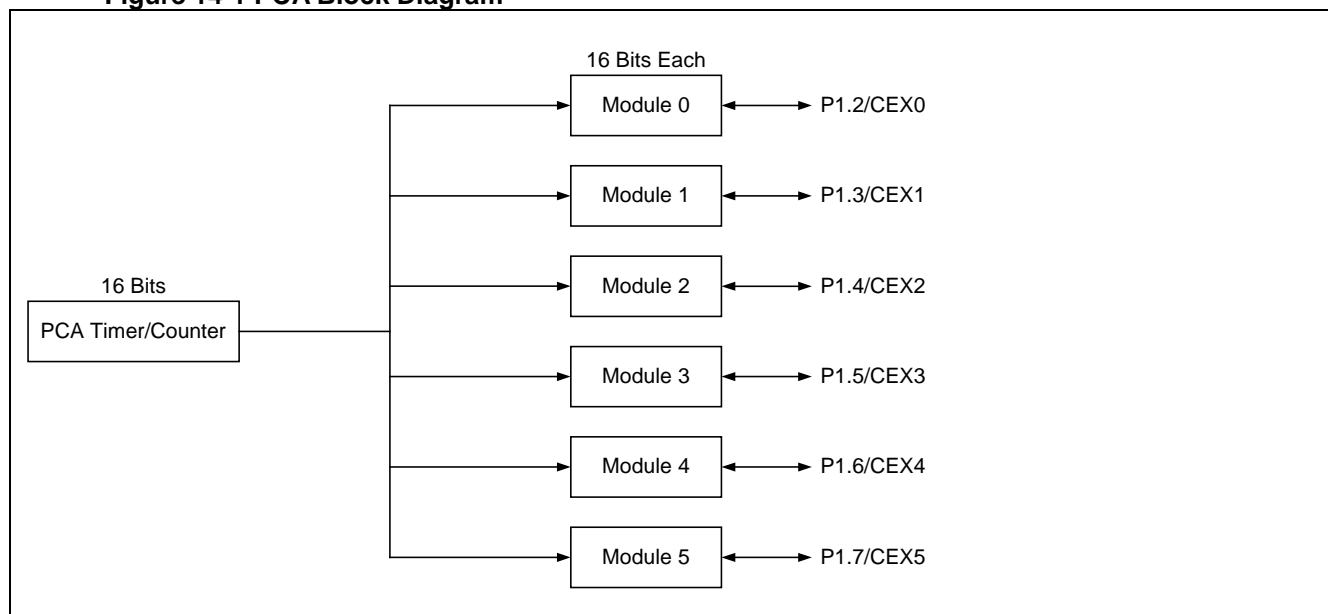 Figure 14-1 PCA Block Diagram
16 Bits Each
Module 0
P1.2/CEX0
Module 1
P1.3/CEX1
Module 2
P1.4/CEX2
16 Bits
PCA Timer/Counter
Module 3
P1.5/CEX3
Module 4
P1.6/CEX4
Module 5
P1.7/CEX5